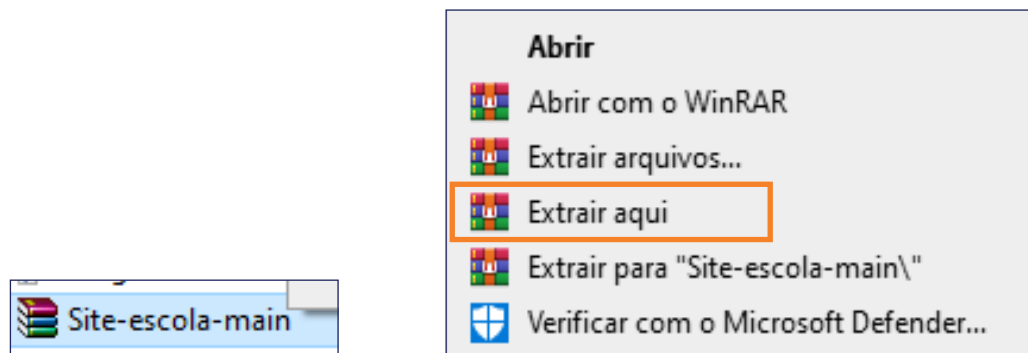 Abrir
Abrir com o WinRAR
Extrair arquivos...
Extrair aqui
Extrair para "Site-escola-main\"
Verificar com o Microsoft Defender...
Site-escola-main